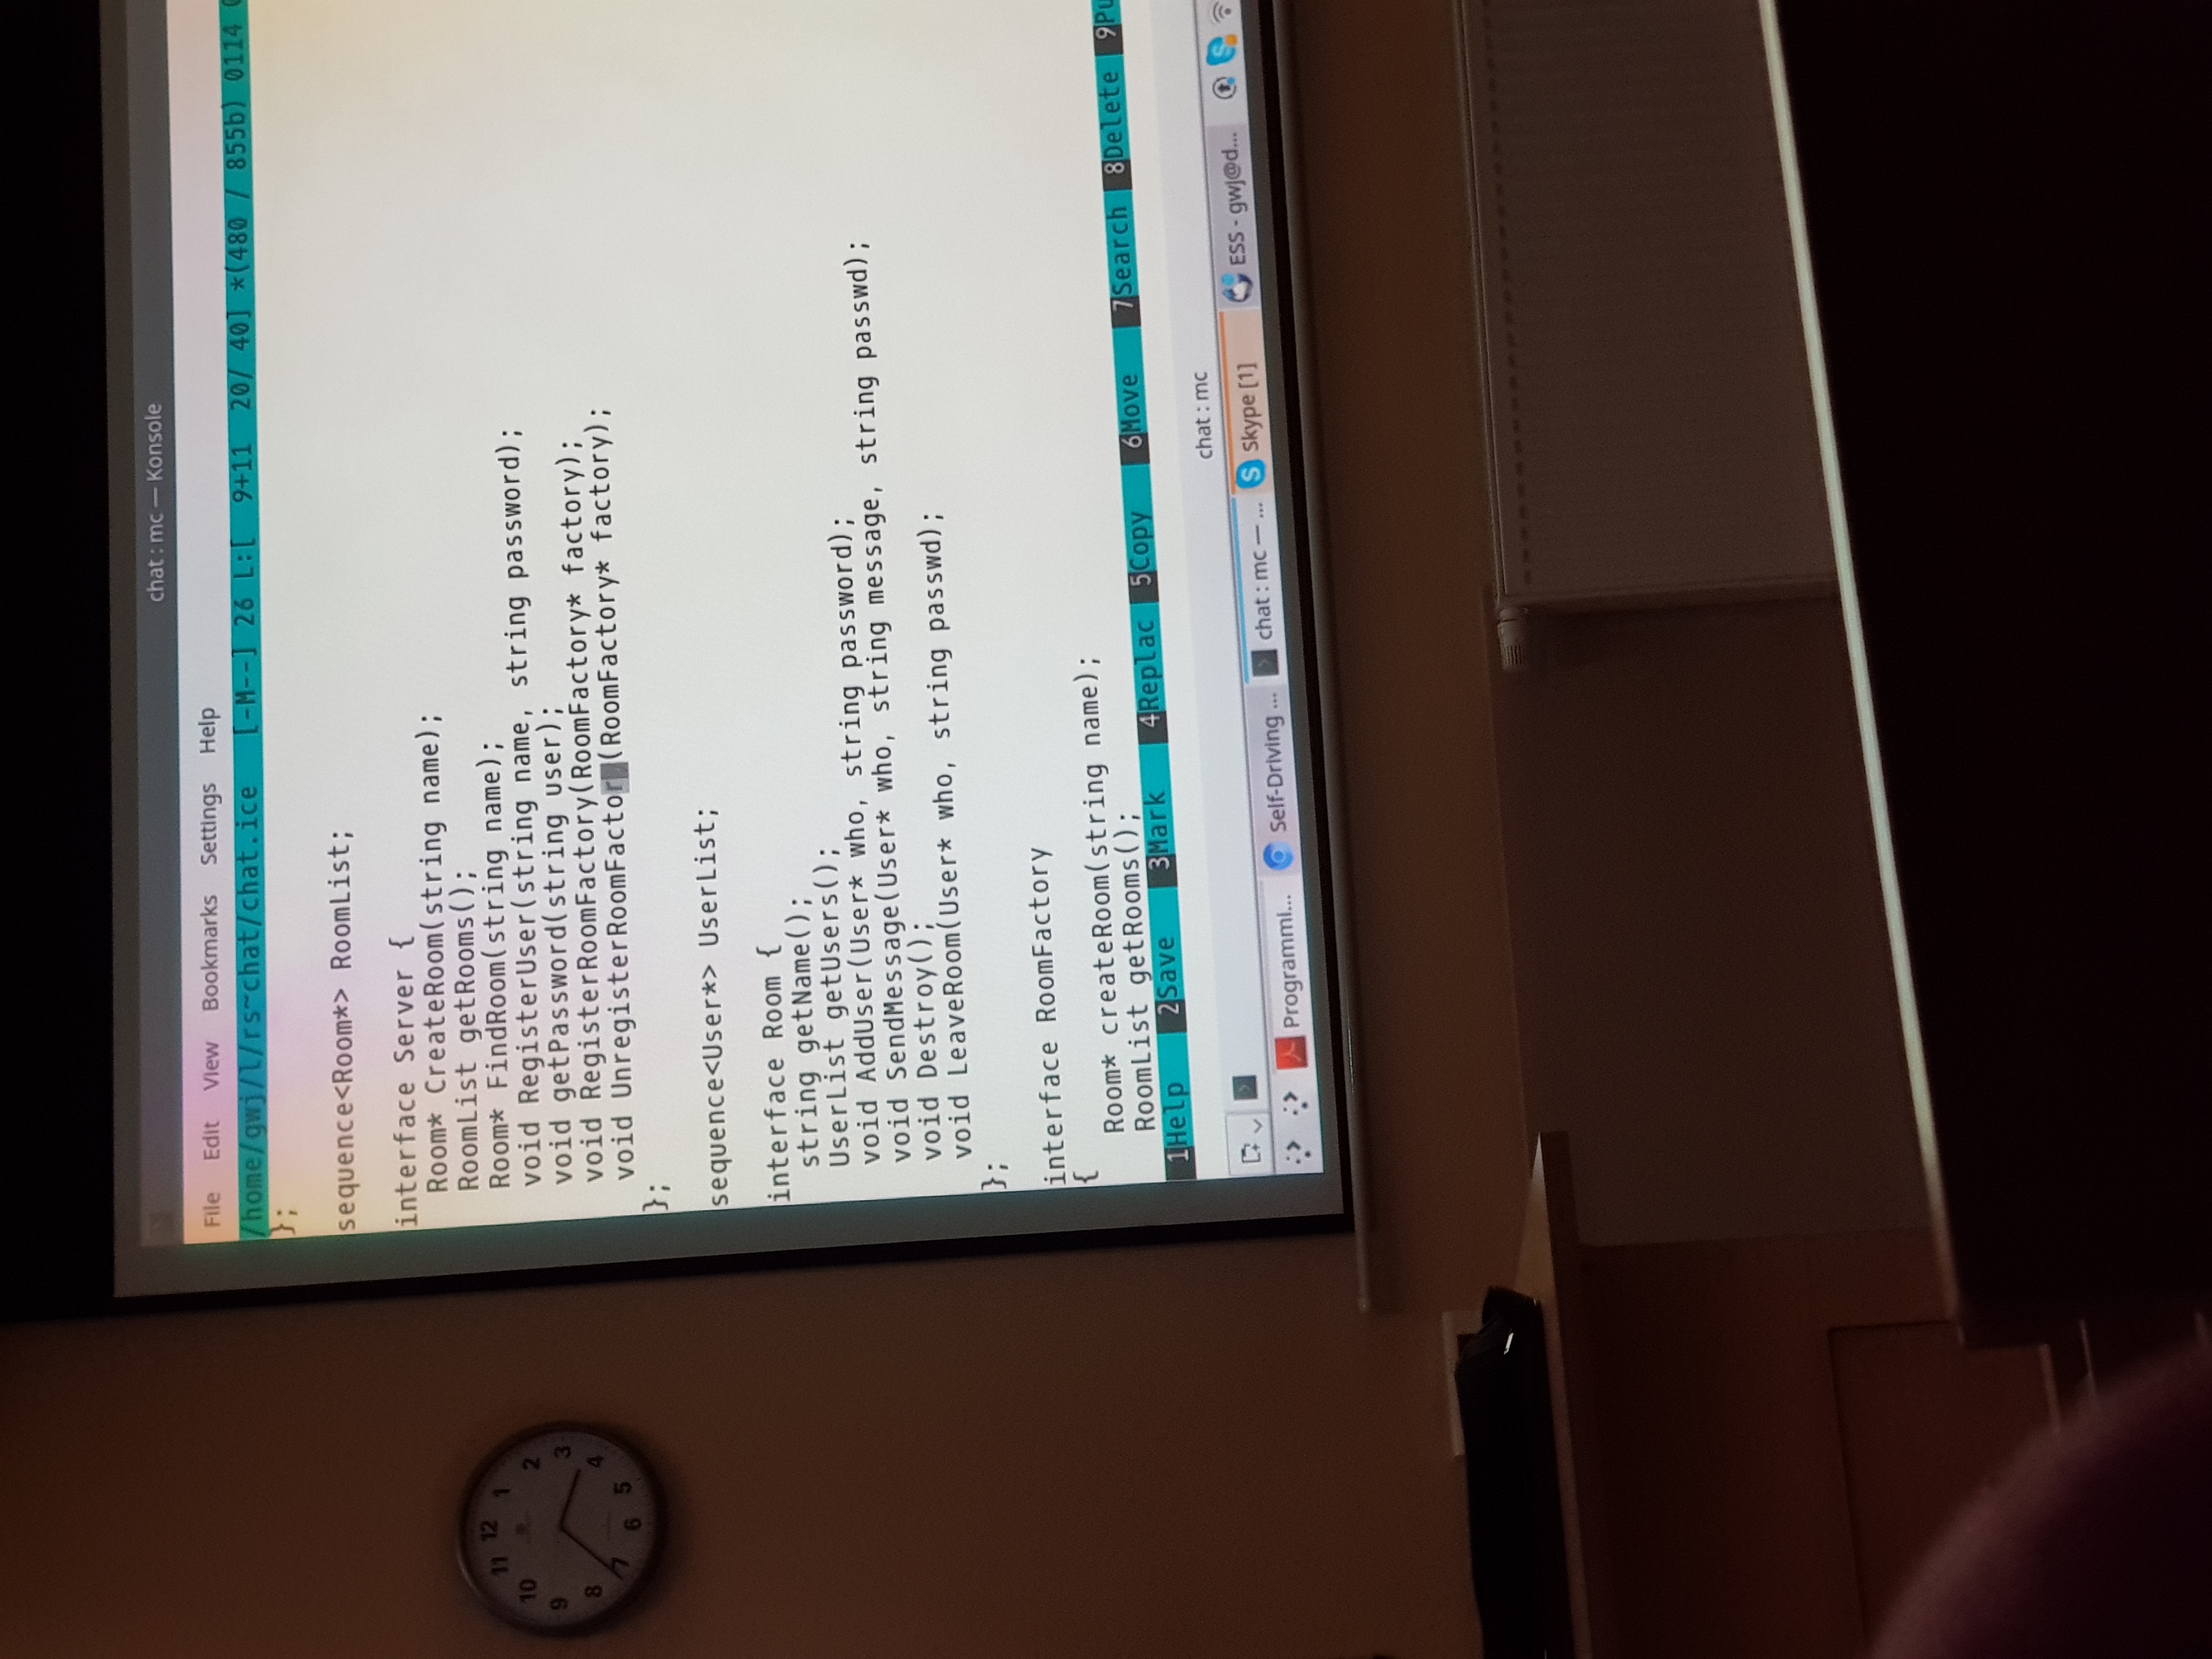 chat : mc — Konsole
File Edit View Bookmarks Settings Help
/home/gwj/l/rs~chat/chat.ice [-M--] 26 L:[ 9+11 20/ 40] *(480 / 855b) 0114
};
sequence<Room*> RoomList;
interface Server {
Room* CreateRoom(string name);
RoomList getRooms();
Room* FindRoom(string name);
void RegisterUser(string name, string password);
void getPassword(string user);
void RegisterRoomFactory(RoomFactory* factory);
void UnregisterRoomFactor (RoomFactory* factory);
};
sequence<User*> UserList;
interface Room {
string getName();
UserList getUsers();
void AddUser(User* who, string password);
void SendMessage(User* who, string message, string passwd);
void Destroy();
void LeaveRoom(User* who, string passwd);
};
interface RoomFactory
{
Room* createRoom(string name);
RoomList getRooms();
1Help 2Save 3Mark 4Replac 5Copy 6Move 7Search 8Delete 9Pu
chat : mc
Programmi... Self-Driving ... chat : mc — ... Skype [1] ESS - gwj@d...
12
11 1
10 2
9 3
8 4
7 5
6